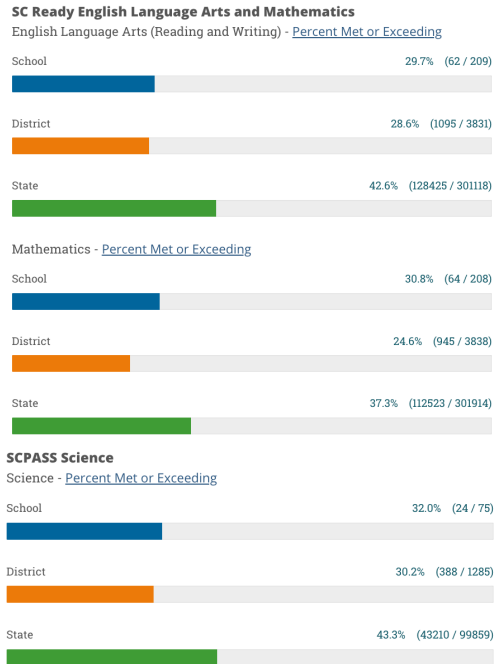 SC Ready English Language Arts and Mathematics
English Language Arts (Reading and Writing) - Percent Met or Exceeding
School 29.7% (62 / 209)
District 28.6% (1095 / 3831)
State 42.6% (128425 / 301118)
Mathematics - Percent Met or Exceeding
School 30.8% (64 / 208)
District 24.6% (945 / 3838)
State 37.3% (112523 / 301914)
SCPASS Science
Science - Percent Met or Exceeding
School 32.0% (24 / 75)
District 30.2% (388 / 1285)
State 43.3% (43210 / 99859)